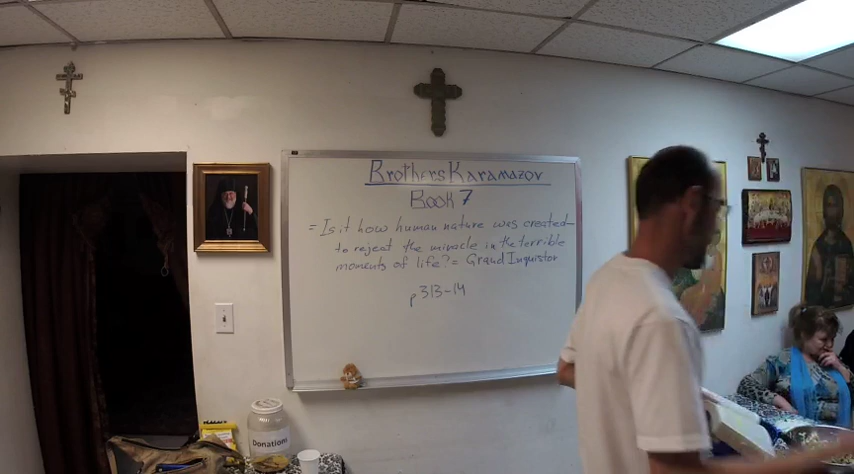 Brothers Karamazov
Book 7
= Is it how human nature was created—
to reject the miracle in the terrible
moments of life? = Grand Inquisitor
p 313-14
Donations